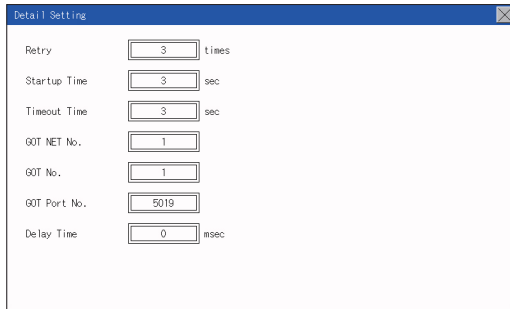 Detail Setting
Retry 3 times
Startup Time 3 sec
Timeout Time 3 sec
GOT NET No. 1
GOT No. 1
GOT Port No. 5019
Delay Time 0 msec